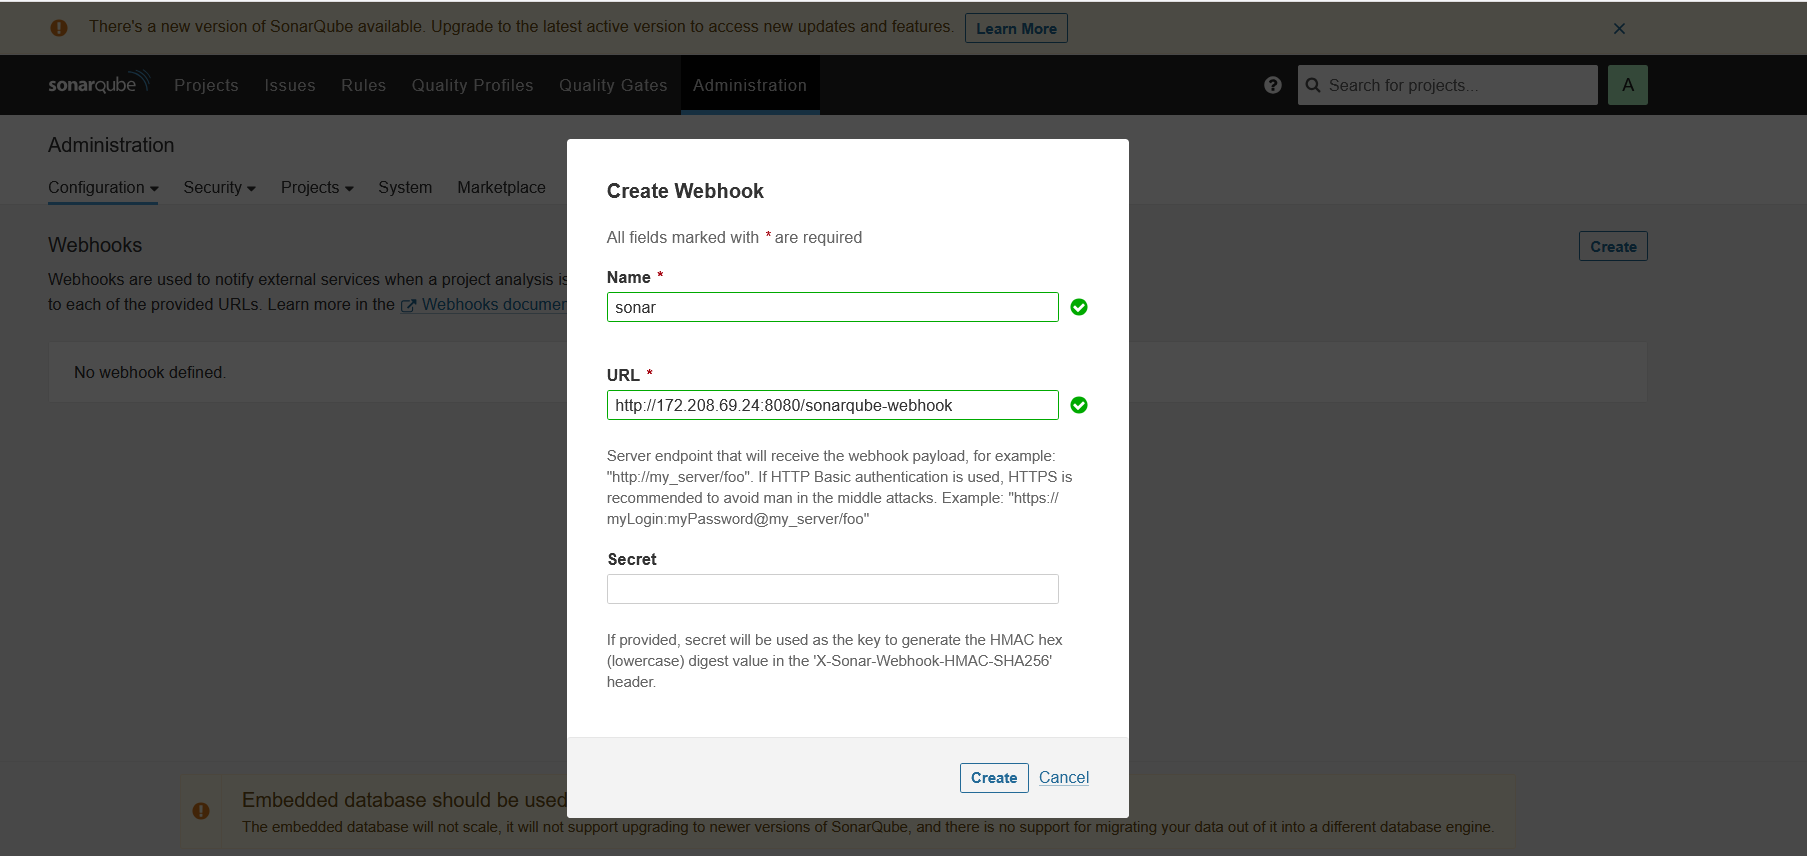 There's a new version of SonarQube available. Upgrade to the latest active version to access new updates and features. Learn More
sonarqube Projects Issues Rules Quality Profiles Quality Gates Administration Search for projects... A
Administration
Configuration Security Projects System Marketplace
Webhooks
Create
Webhooks are used to notify external services when a project analysis is
to each of the provided URLs. Learn more in the Webhooks documen
No webhook defined.
Create Webhook
All fields marked with * are required
Name *
sonar
URL *
http://172.208.69.24:8080/sonarqube-webhook
Server endpoint that will receive the webhook payload, for example:
"http://my_server/foo". If HTTP Basic authentication is used, HTTPS is
recommended to avoid man in the middle attacks. Example: "https://
myLogin:myPassword@my_server/foo"
Secret
If provided, secret will be used as the key to generate the HMAC hex
(lowercase) digest value in the 'X-Sonar-Webhook-HMAC-SHA256'
header.
Create Cancel
Embedded database should be used
The embedded database will not scale, it will not support upgrading to newer versions of SonarQube, and there is no support for migrating your data out of it into a different database engine.